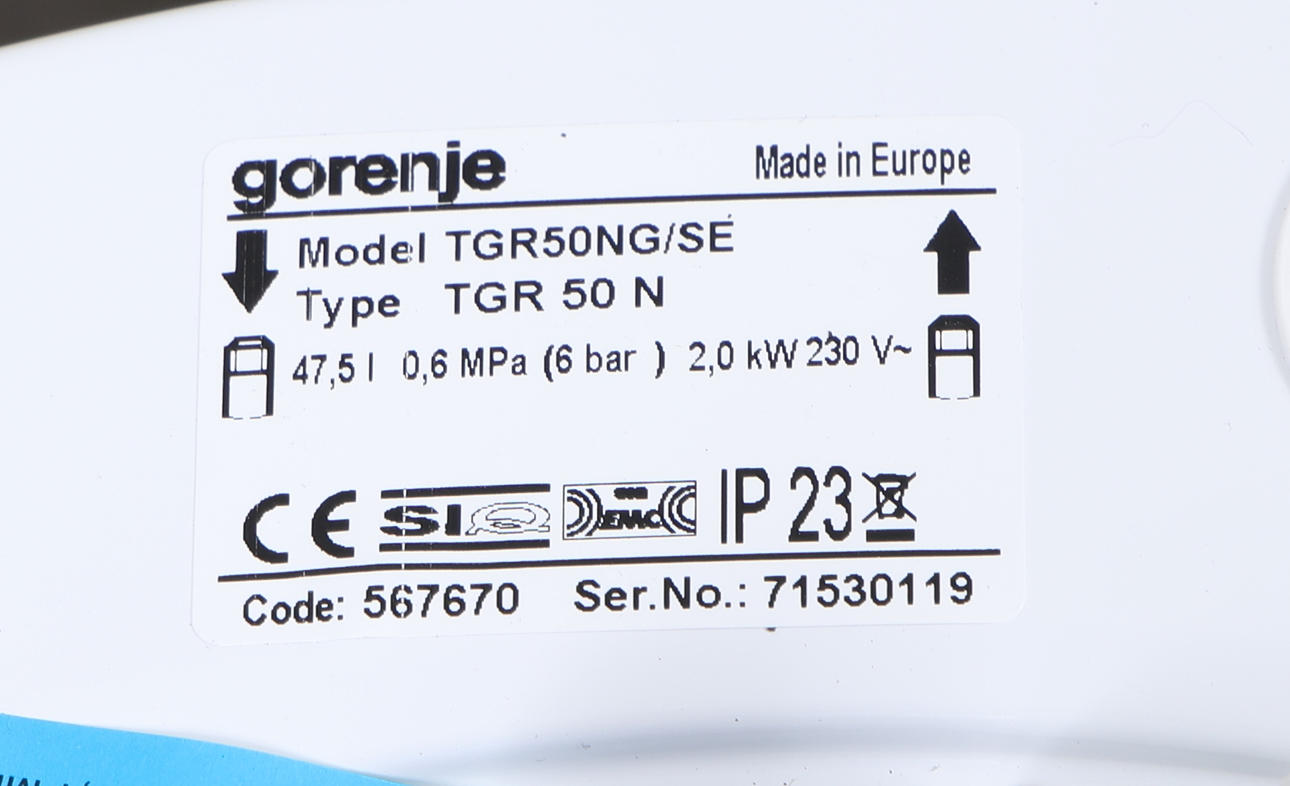 gorenje Made in Europe
Model TGR50NG/SE
Type TGR 50 N
47,5 l 0,6 MPa (6 bar ) 2,0 kW 230 V~
CE SIQ EMC IP 23
Code: 567670 Ser.No.: 71530119